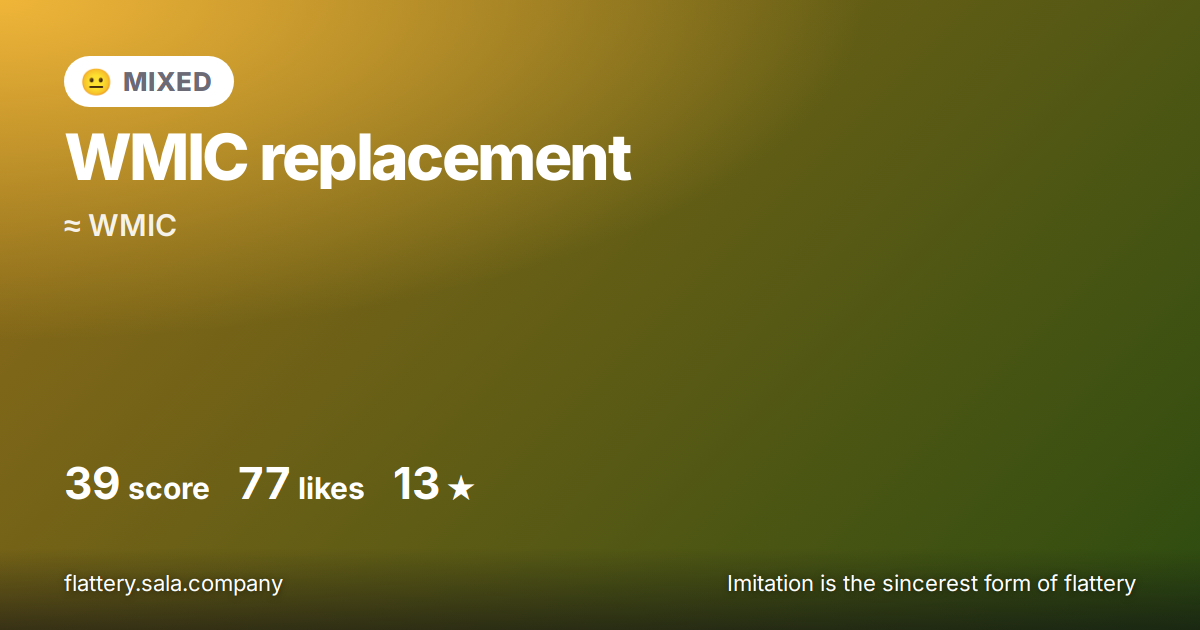 😐 MIXED
WMIC replacement
≈ WMIC
39 score 77 likes 13 ★
flattery.sala.company
Imitation is the sincerest form of flattery